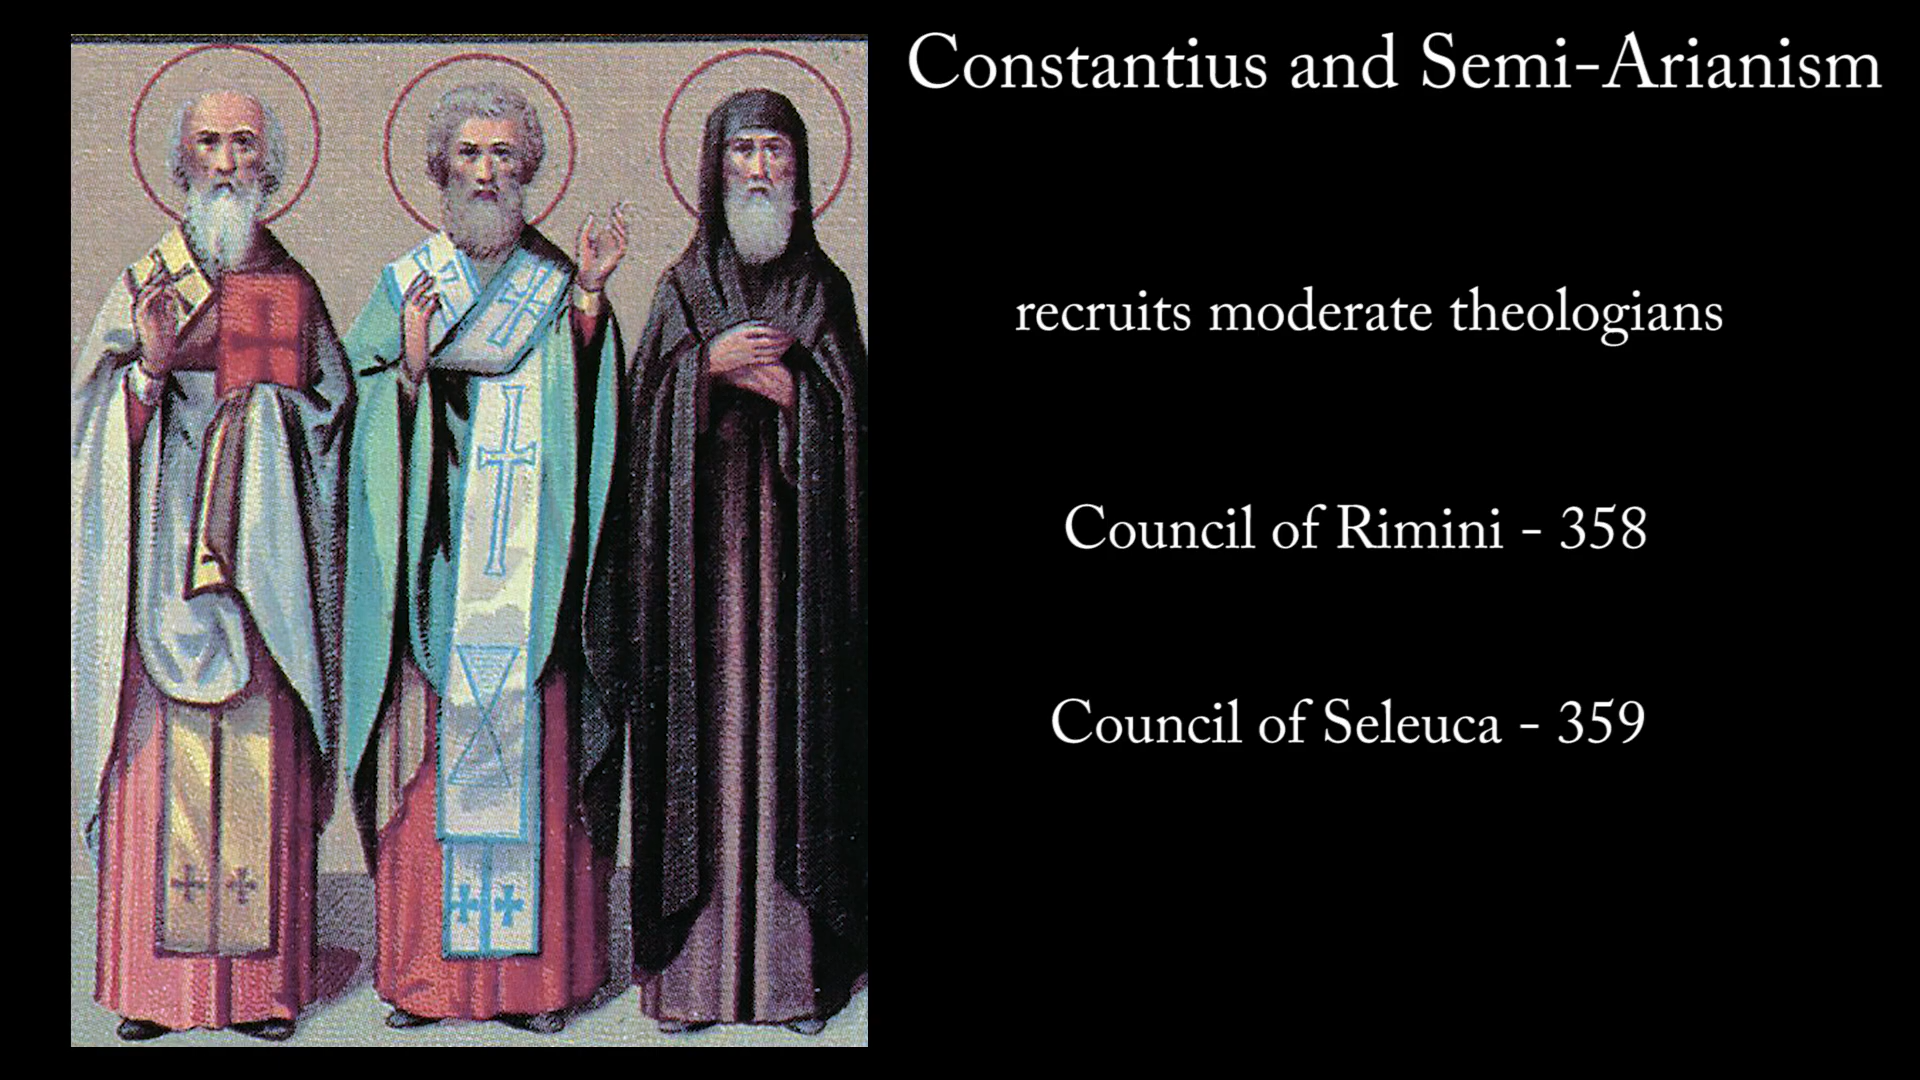 Constantius and Semi-Arianism
recruits moderate theologians
Council of Rimini - 358
Council of Seleuca - 359